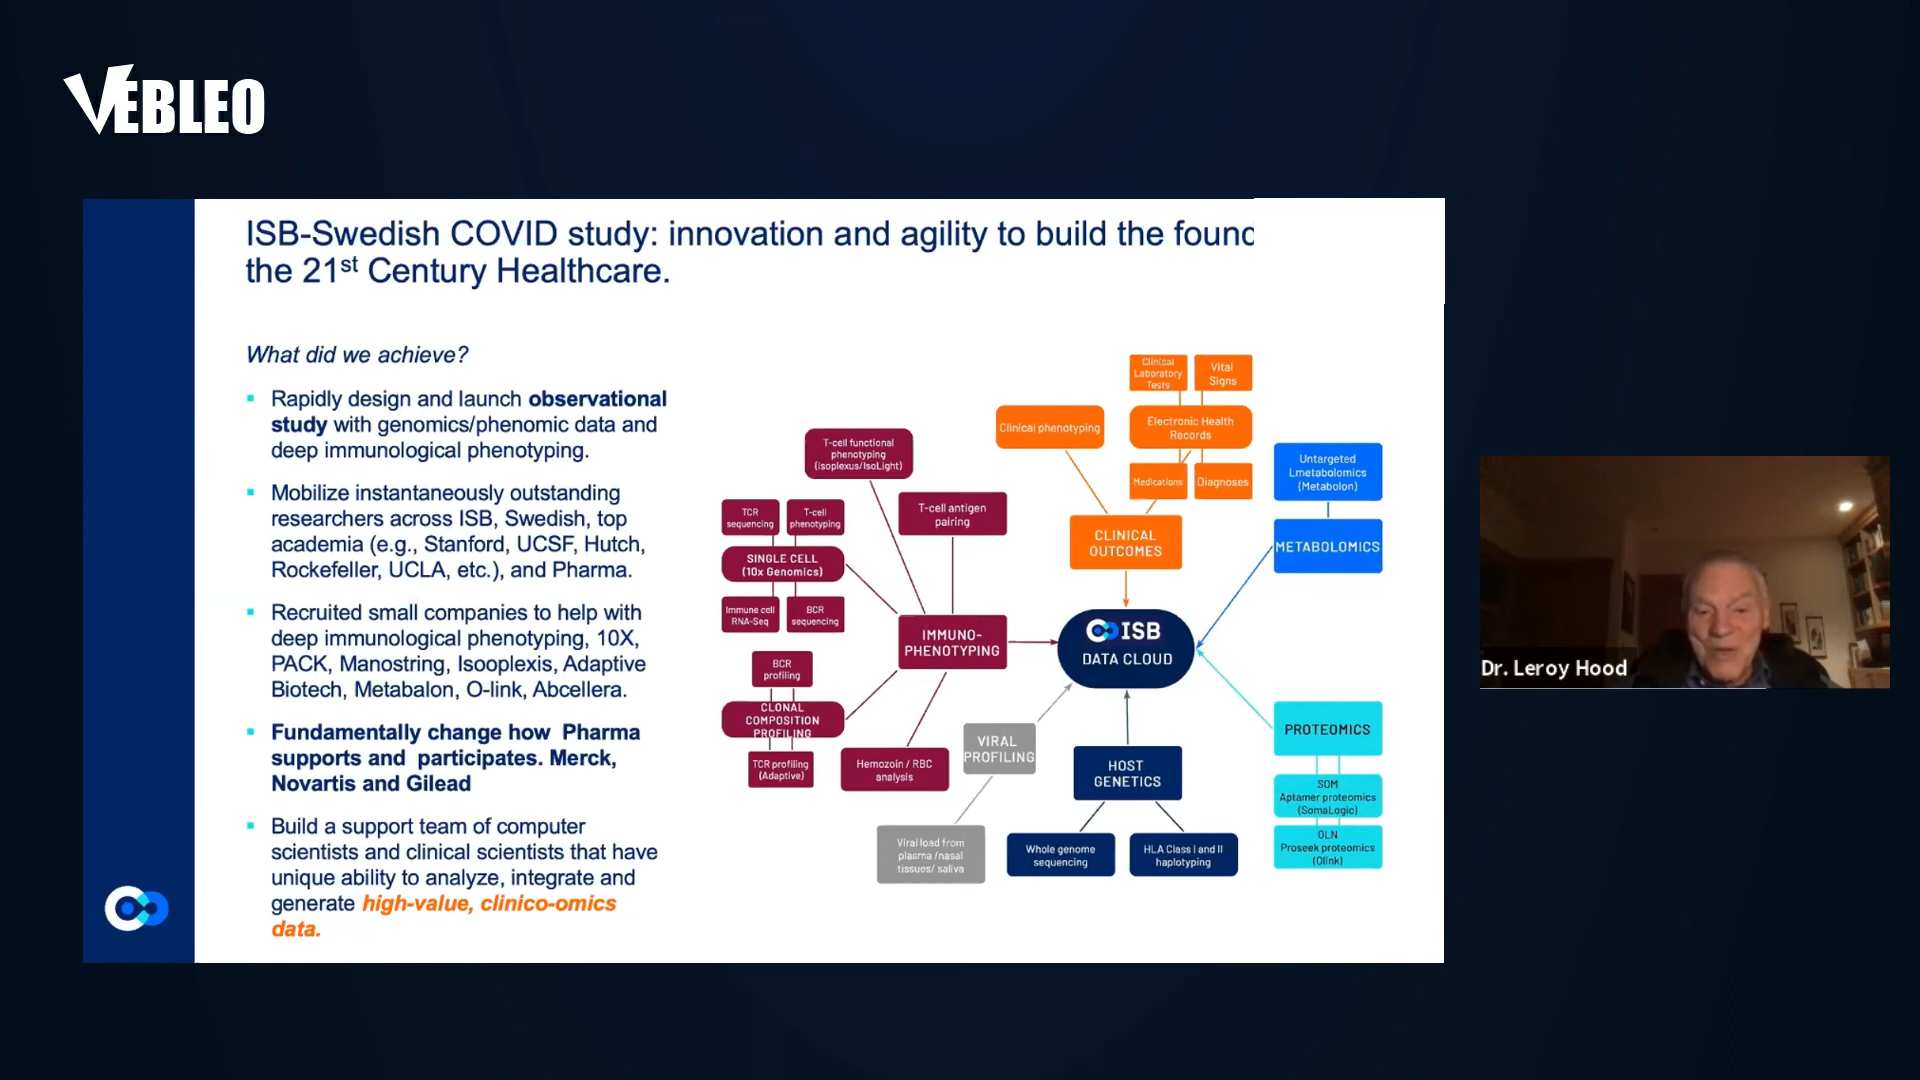 VEBLEO
ISB-Swedish COVID study: innovation and agility to build the found
the 21st Century Healthcare.
What did we achieve?
▪ Rapidly design and launch observational
study with genomics/phenomic data and
deep immunological phenotyping.
▪ Mobilize instantaneously outstanding
researchers across ISB, Swedish, top
academia (e.g., Stanford, UCSF, Hutch,
Rockefeller, UCLA, etc.), and Pharma.
▪ Recruited small companies to help with
deep immunological phenotyping, 10X,
PACK, Manostring, Isooplexis, Adaptive
Biotech, Metabalon, O-link, Abcellera.
▪ Fundamentally change how Pharma
supports and participates. Merck,
Novartis and Gilead
▪ Build a support team of computer
scientists and clinical scientists that have
unique ability to analyze, integrate and
generate high-value, clinico-omics
data.
Clinical
Laboratory
Tests
Vital
Signs
Clinical phenotyping
Electronic Health
Records
Medications
Diagnoses
CLINICAL
OUTCOMES
T-cell functional
phenotyping
(Isoplexus/IsoLight)
T-cell antigen
pairing
TCR
sequencing
T-cell
phenotyping
SINGLE CELL
(10x Genomics)
Immune cell
RNA-Seq
BCR
sequencing
IMMUNO-
PHENOTYPING
BCR
profiling
CLONAL
COMPOSITION
PROFILING
TCR profiling
(Adaptive)
Hemozoin / RBC
analysis
ISB
DATA CLOUD
Untargeted
Lmetabolomics
(Metabolon)
METABOLOMICS
PROTEOMICS
SOM
Aptamer proteomics
(SomaLogic)
OLN
Proseek proteomics
(Olink)
VIRAL
PROFILING
Viral load from
plasma /nasal
tissues/ saliva
HOST
GENETICS
Whole genome
sequencing
HLA Class I and II
haplotyping
Dr. Leroy Hood